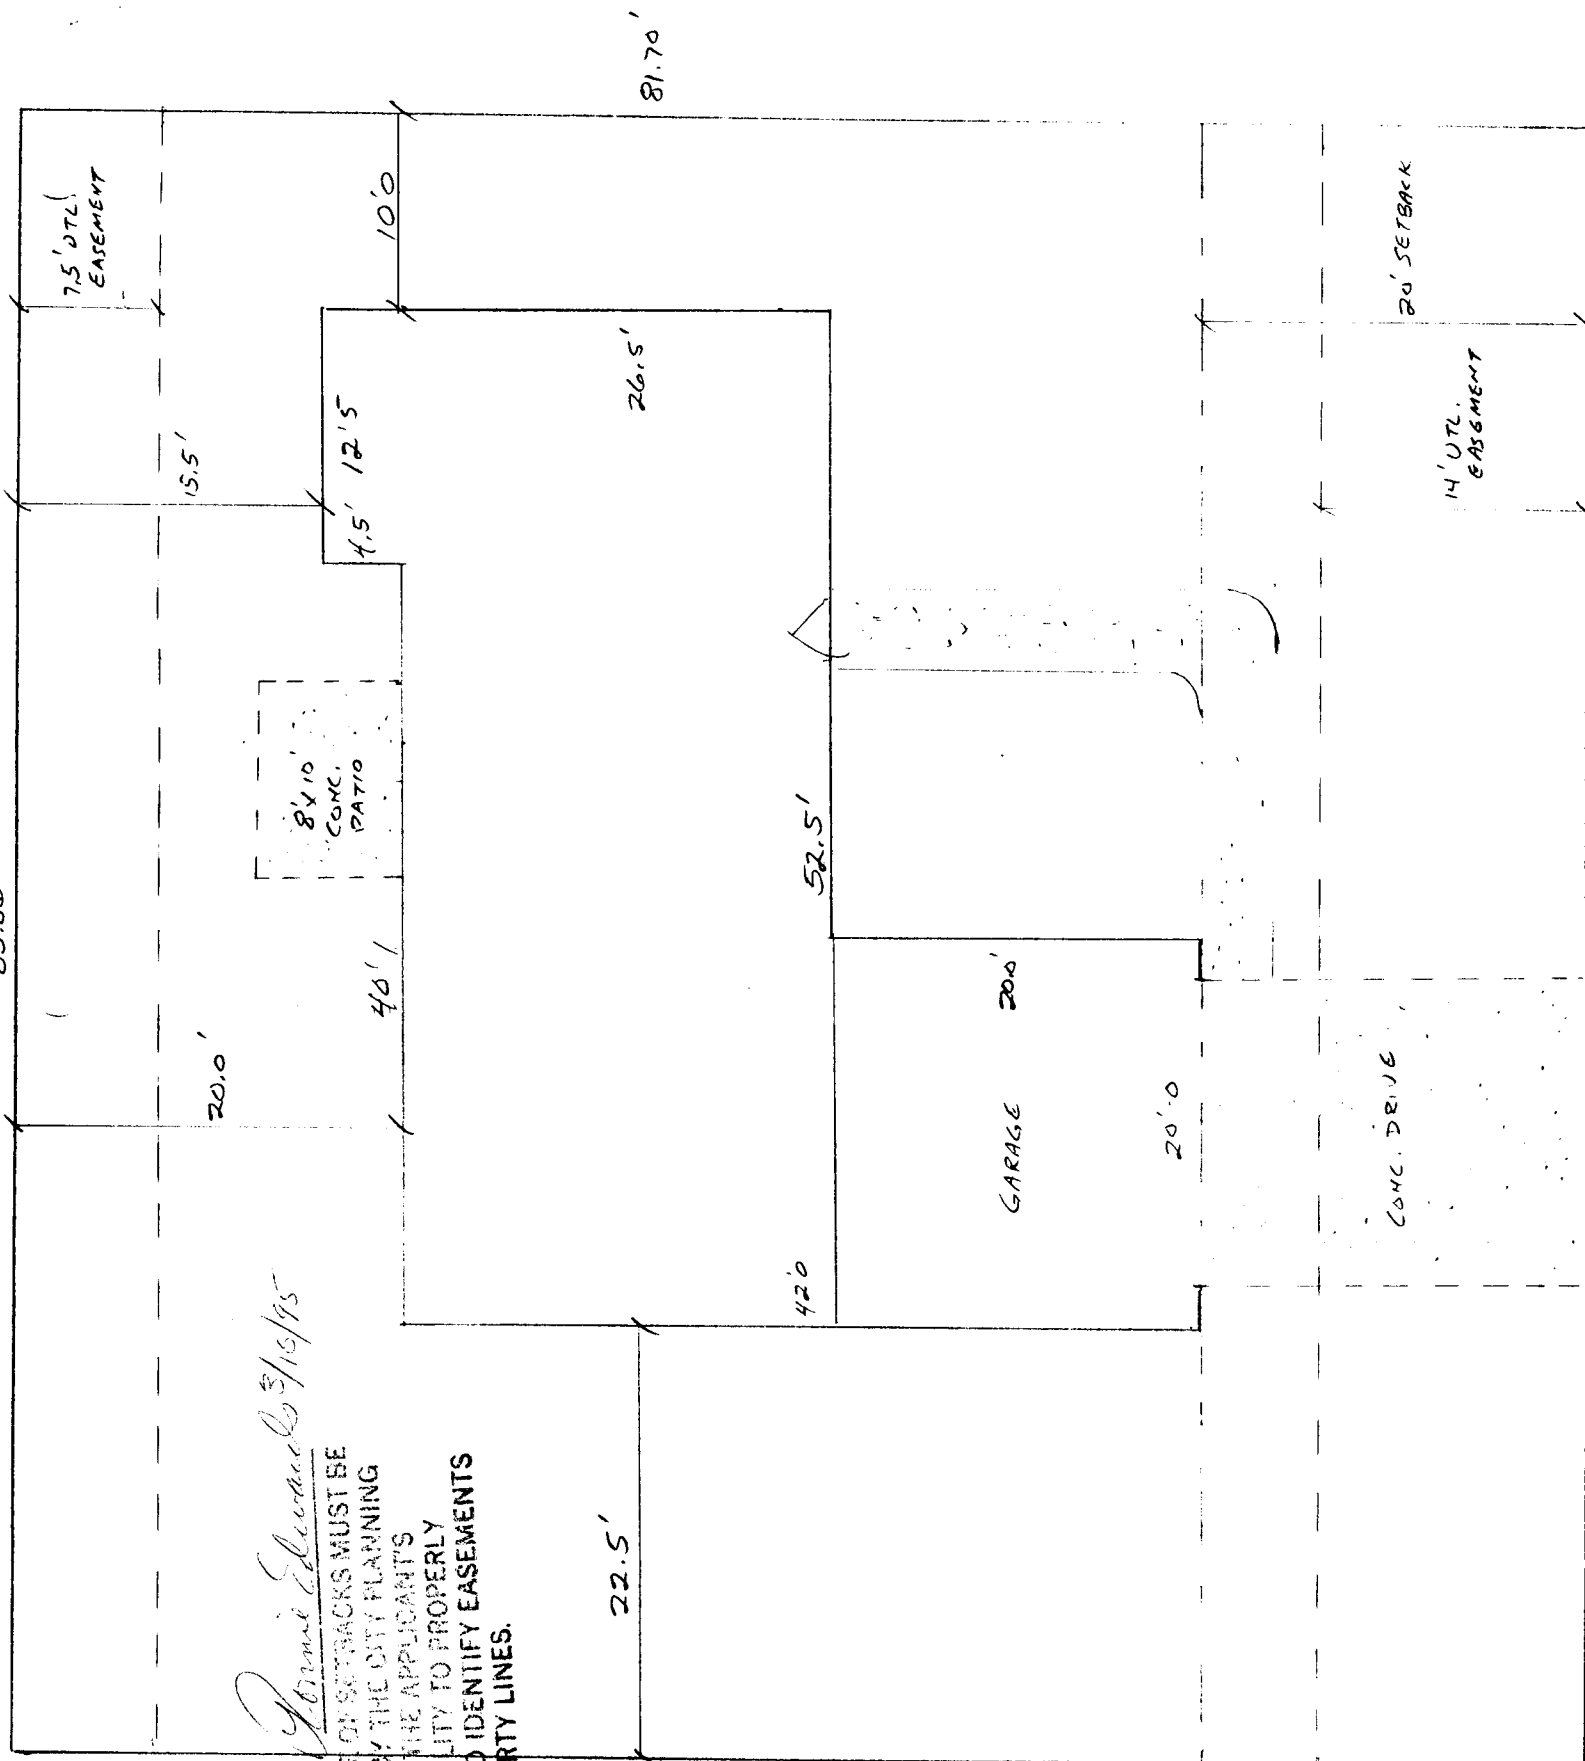 81.70'
7.5' UTL
EASEMENT
10'0
15.5'
4.5' 12'5
26.5'
20' SETBACK
14' UTL.
EASEMENT
8'x10'
CONC.
PATIO
20.0'
40'1
52.5'
20.0'
GARAGE
20'-0
42'0
CONC. DRIVE
22.5'
3/10/95
OF SETBACKS MUST BE
THE CITY PLANNING
THE APPLICANT'S
LITY TO PROPERLY
IDENTIFY EASEMENTS
RTY LINES.